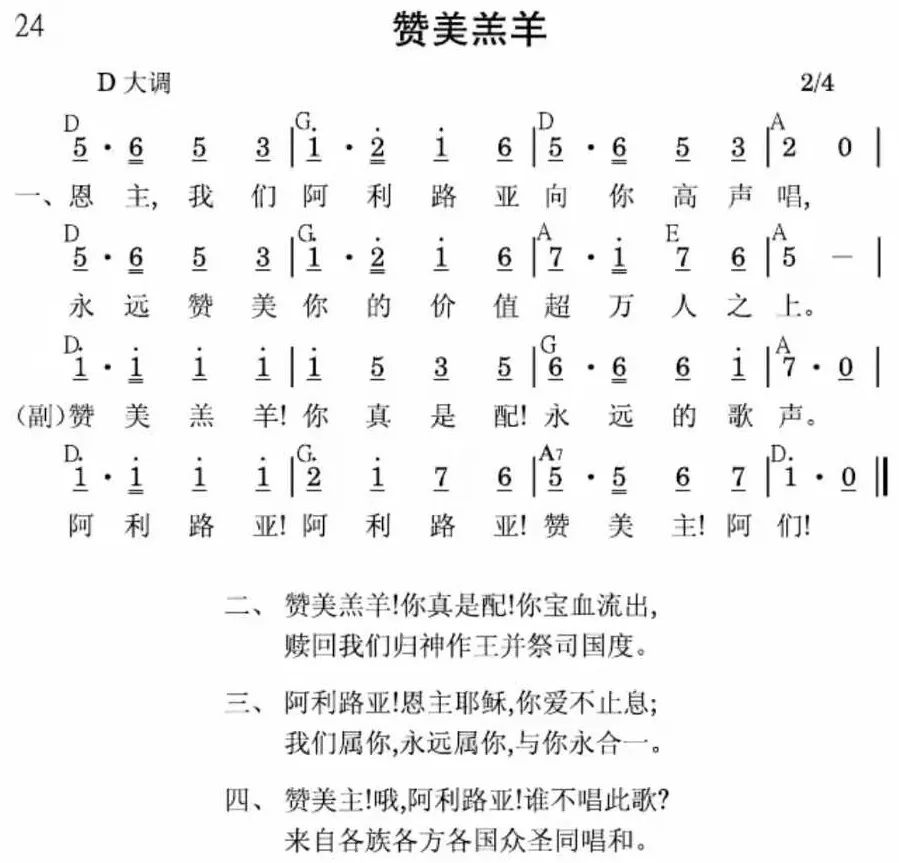 24
赞美羔羊
D 大调 2/4
D G D A
5 · 6 5 3 | 1̇ · 2̇ 1̇ 6 | 5 · 6 5 3 | 2 0 |
一、恩 主, 我 们 阿 利 路 亚 向 你 高 声 唱,
D G A E A
5 · 6 5 3 | 1̇ · 2̇ 1̇ 6 | 7 · 1̇ 7 6 | 5 — |
永 远 赞 美 你 的 价 值 超 万 人 之 上。
D G A
1̇ · 1̇ 1̇ 1̇ | 1̇ 5 3 5 | 6 · 6 6 1̇ | 7 · 0 |
(副)赞 美 羔 羊! 你 真 是 配! 永 远 的 歌 声。
D G A7 D
1̇ · 1̇ 1̇ 1̇ | 2̇ 1̇ 7 6 | 5 · 5 6 7 | 1̇ · 0 ‖
阿 利 路 亚! 阿 利 路 亚! 赞 美 主! 阿 们!
二、 赞美羔羊!你真是配!你宝血流出,
赎回我们归神作王并祭司国度。
三、 阿利路亚!恩主耶稣,你爱不止息;
我们属你,永远属你,与你永合一。
四、 赞美主!哦,阿利路亚!谁不唱此歌?
来自各族各方各国众圣同唱和。